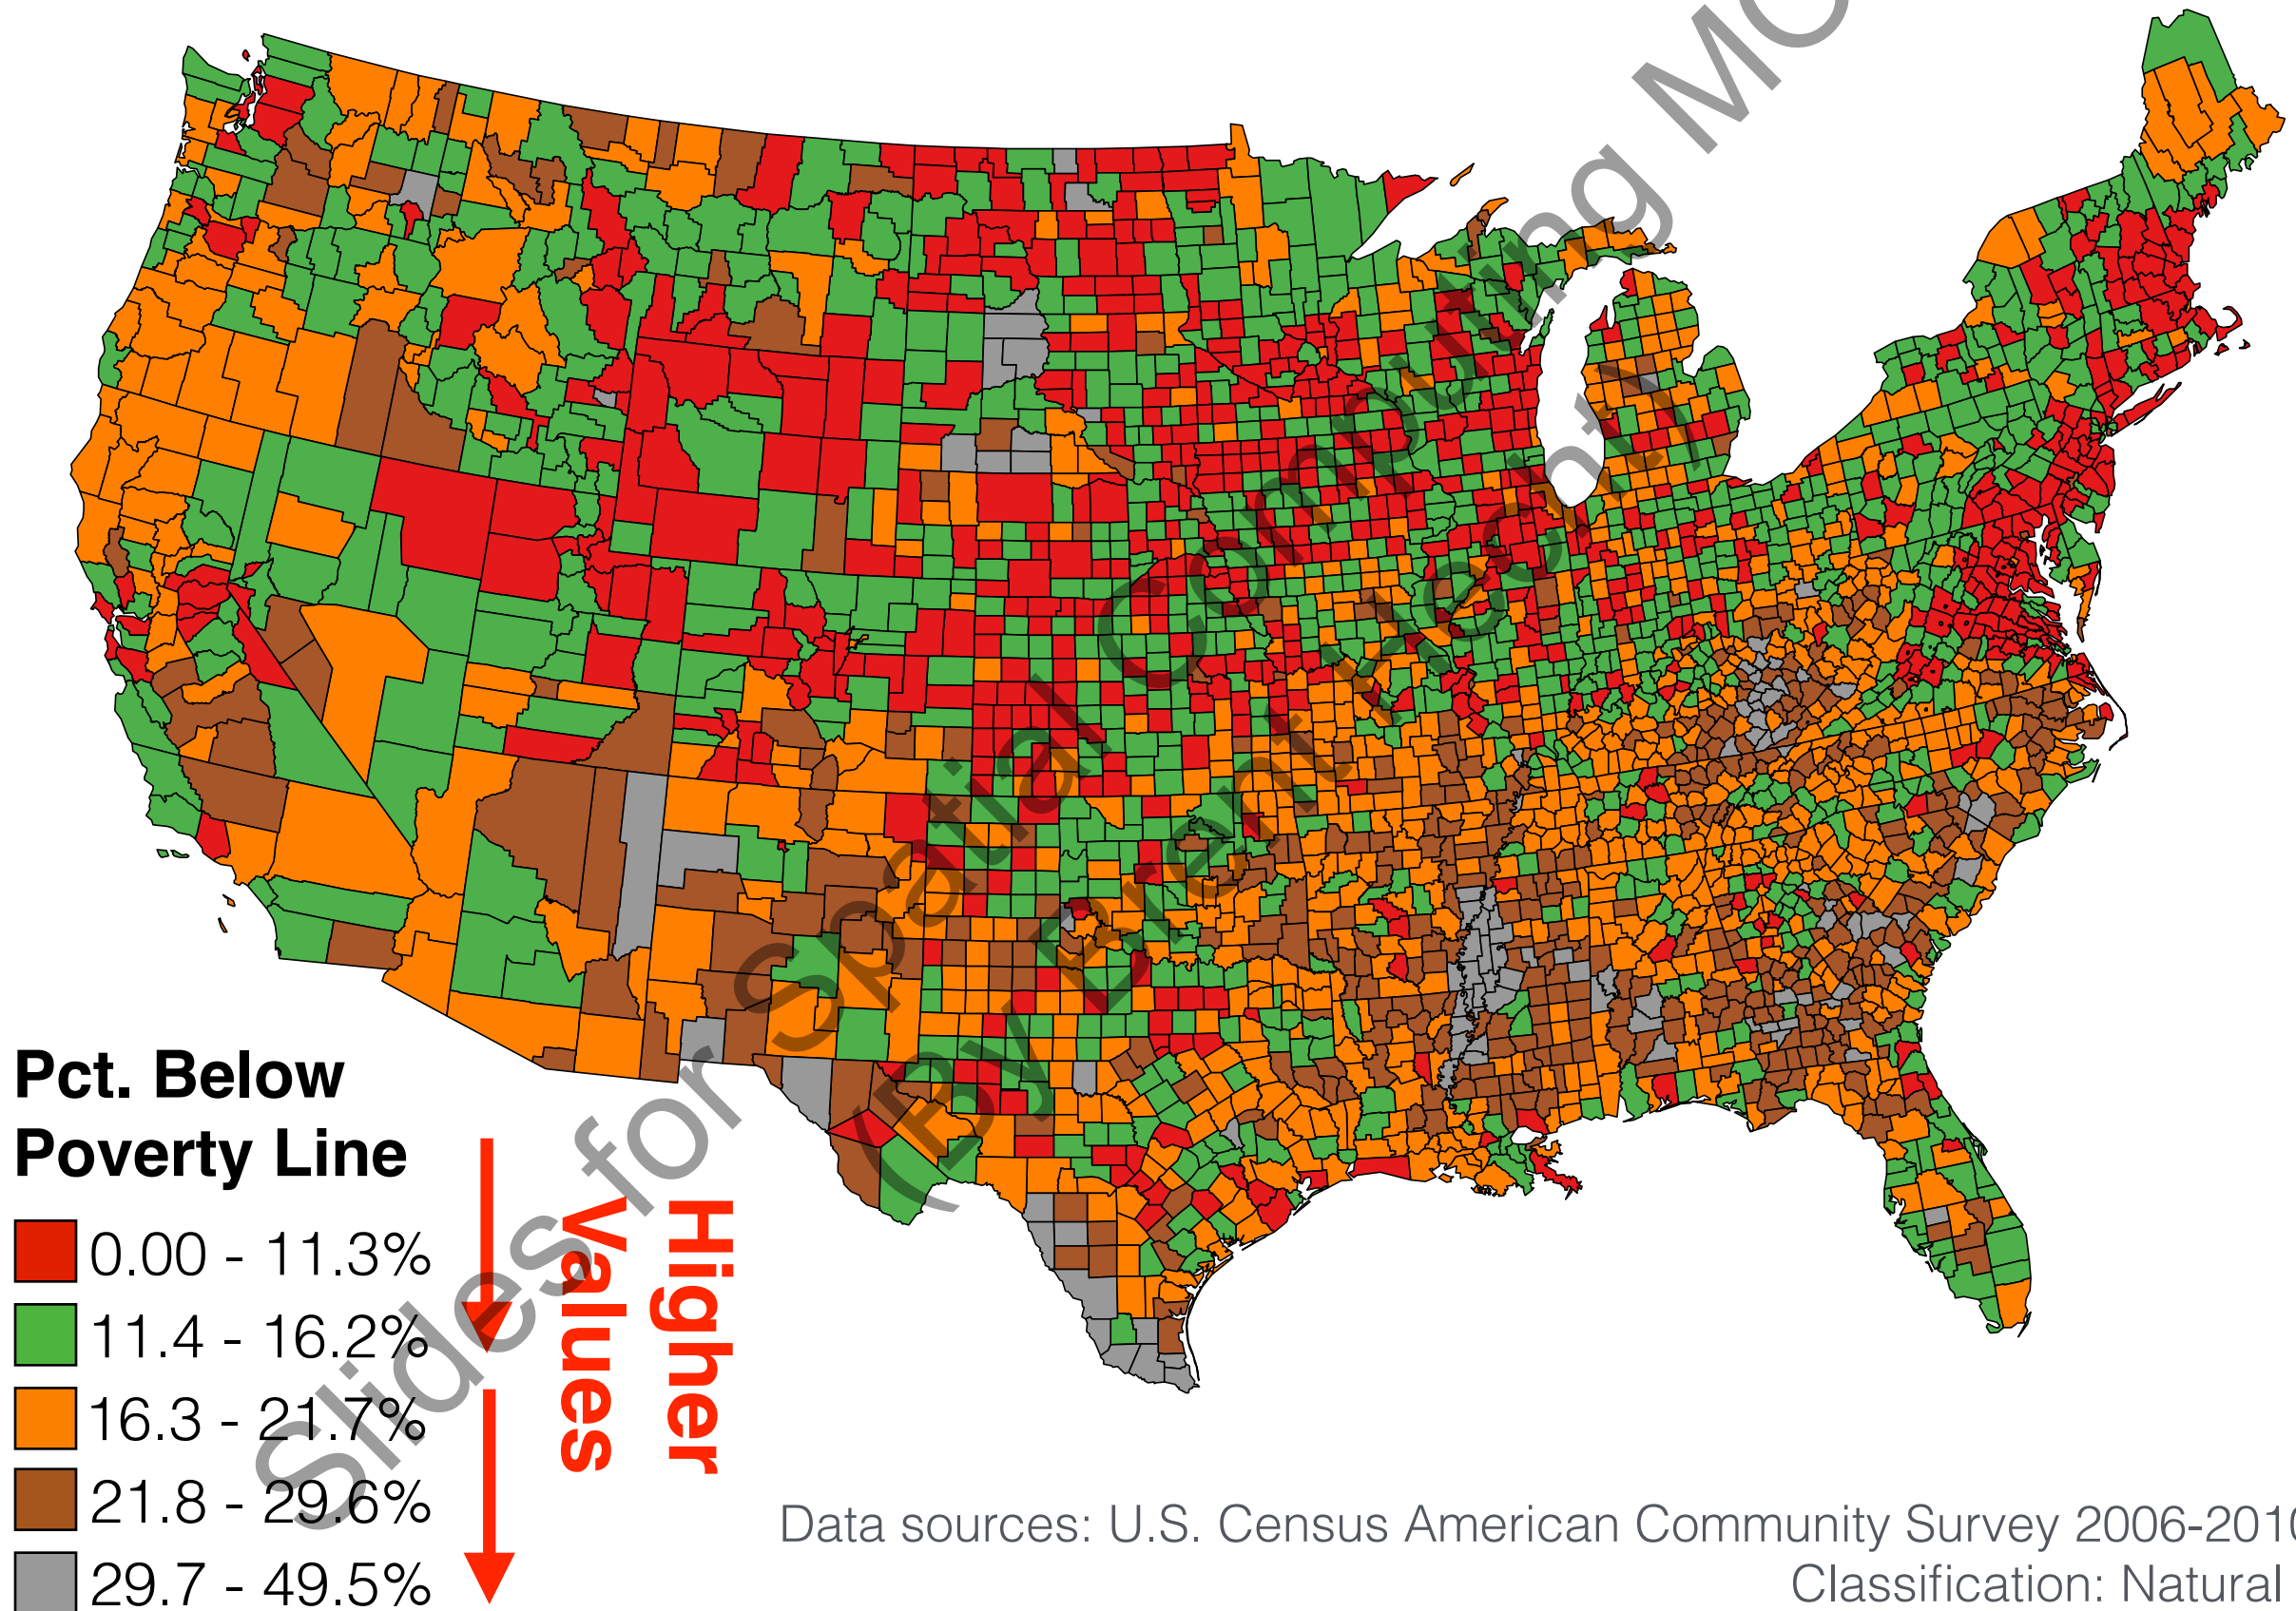 Pct. Below
Poverty Line
0.00 - 11.3%
11.4 - 16.2%
16.3 - 21.7%
21.8 - 29.6%
29.7 - 49.5%
Higher
Values
Slides for Spatial Computing
(By Brent Hecht)
Data sources: U.S. Census American Community Survey
Classification: Natural